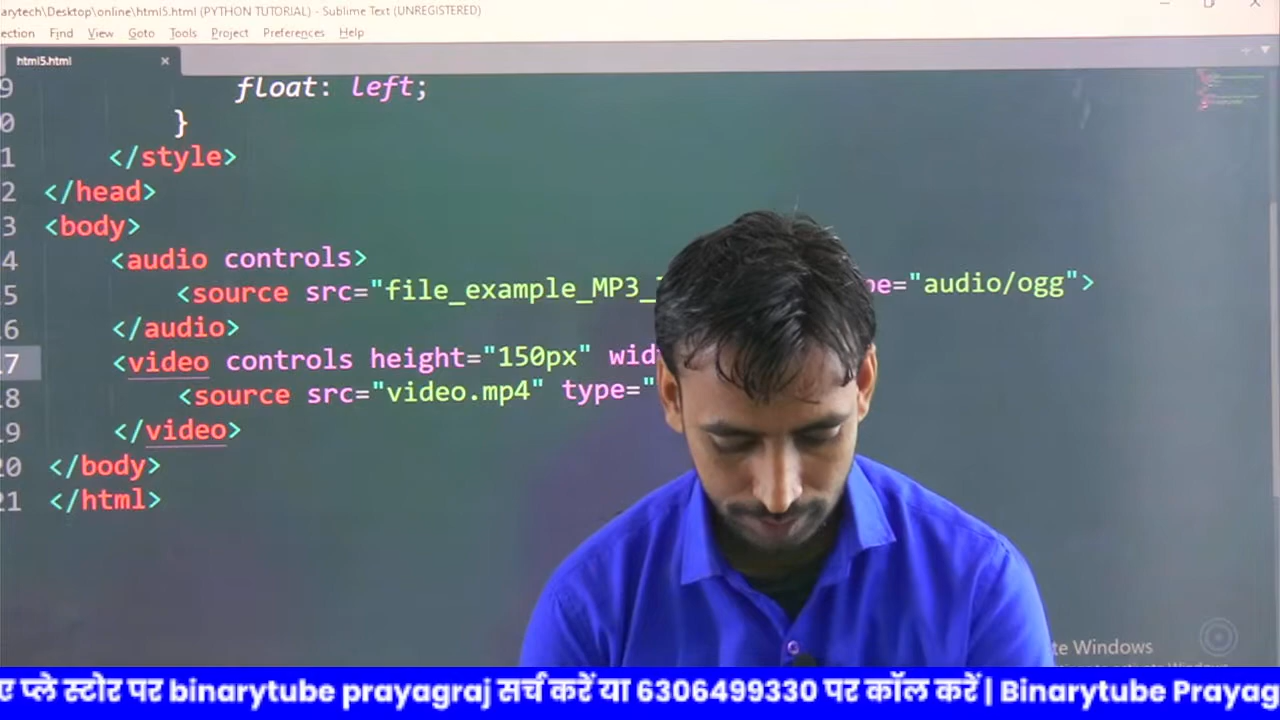 arytech\Desktop\online\html5.html (PYTHON TUTORIAL) - Sublime Text (UNREGISTERED)
ection Find View Goto Tools Project Preferences Help
html5.html
9 float: left;
0 }
1 </style>
2 </head>
3 <body>
4 <audio controls>
5 <source src="file_example_MP3_ pe="audio/ogg">
6 </audio>
7 <video controls height="150px" wid
8 <source src="video.mp4" type="
9 </video>
20 </body>
21 </html>
te Windows
ए प्ले स्टोर पर binarytube prayagraj सर्च करें या 6306499330 पर कॉल करें | Binarytube Prayag